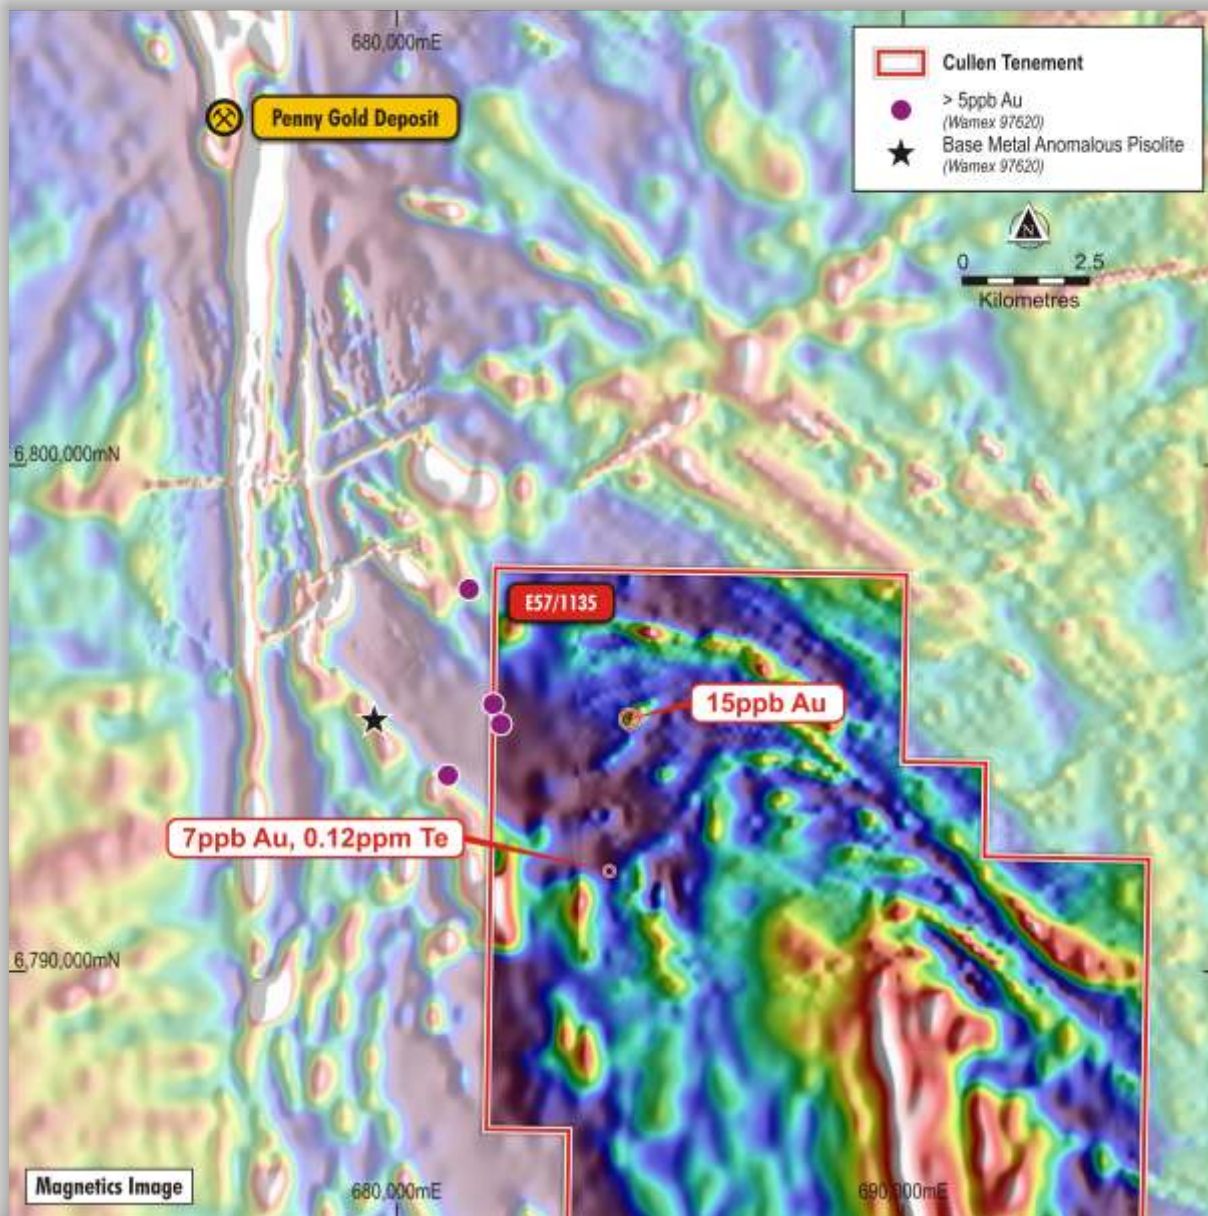 680,000mE
Cullen Tenement
> 5ppb Au
(Wamex 97620)
Base Metal Anomalous Pisolite
(Wamex 97620)
Penny Gold Deposit
N
0 2.5
Kilometres
6,800,000mN
E57/1135
15ppb Au
7ppb Au, 0.12ppm Te
6,790,000mN
Magnetics Image
680,000mE
690,000mE